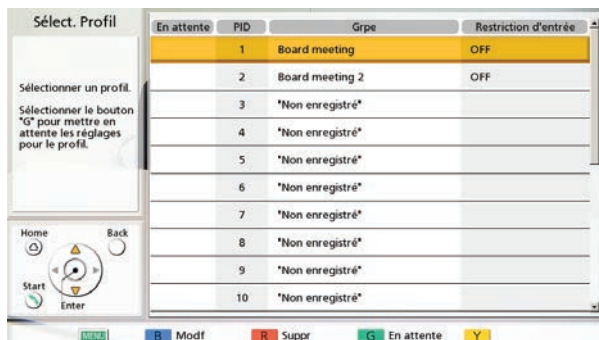 Sélect. Profil
Sélectionner un profil.
Sélectionner le bouton
"G" pour mettre en
attente les réglages
pour le profil.
Home
Back
Start
Enter
En attente PID Grpe Restriction d'entrée
1 Board meeting OFF
2 Board meeting 2 OFF
3 "Non enregistré"
4 "Non enregistré"
5 "Non enregistré"
6 "Non enregistré"
7 "Non enregistré"
8 "Non enregistré"
9 "Non enregistré"
10 "Non enregistré"
MENU B Modf R Suppr G En attente Y